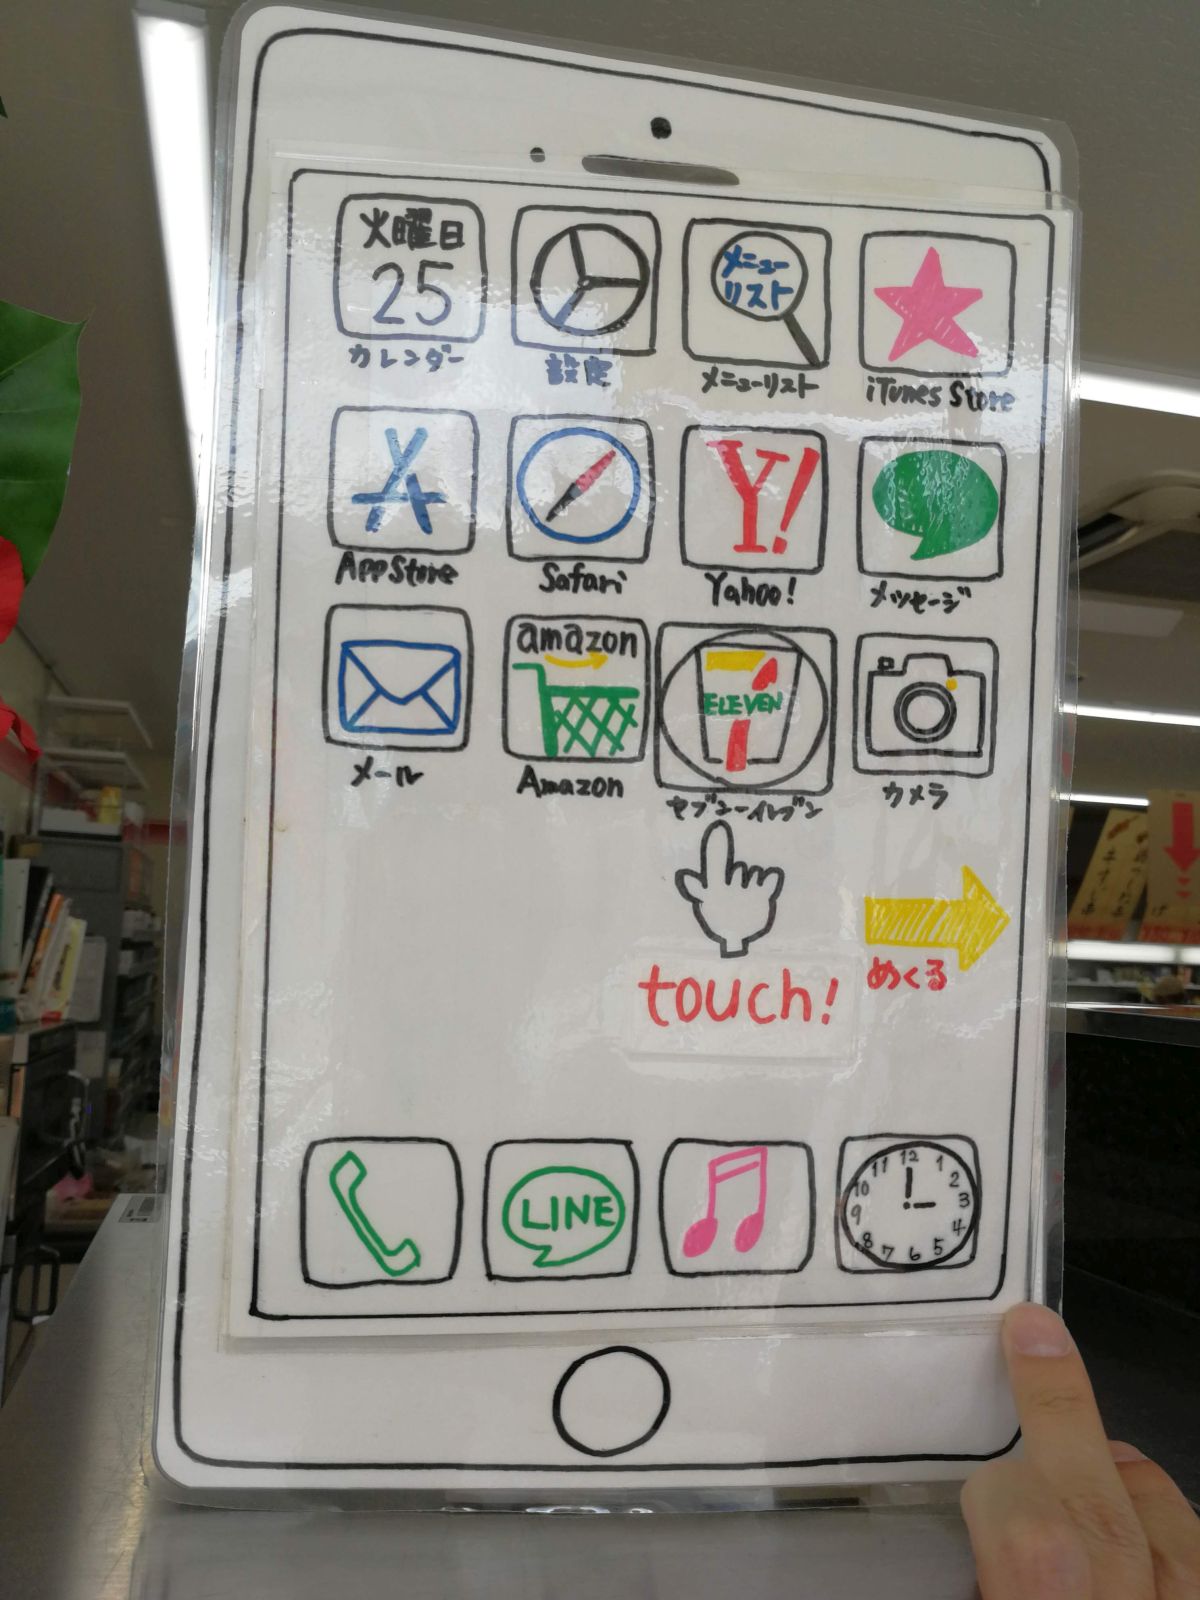 火曜日
25
カレンダー
設定
メニュー
リスト
メニューリスト
iTunes Store
App Store
Safari
Y!
Yahoo!
メッセージ
メール
amazon
Amazon
7
ELEVEN
セブン-イレブン
カメラ
touch!
めくる
LINE
12 1 2 3 4 5 6 7 8 9 10 11